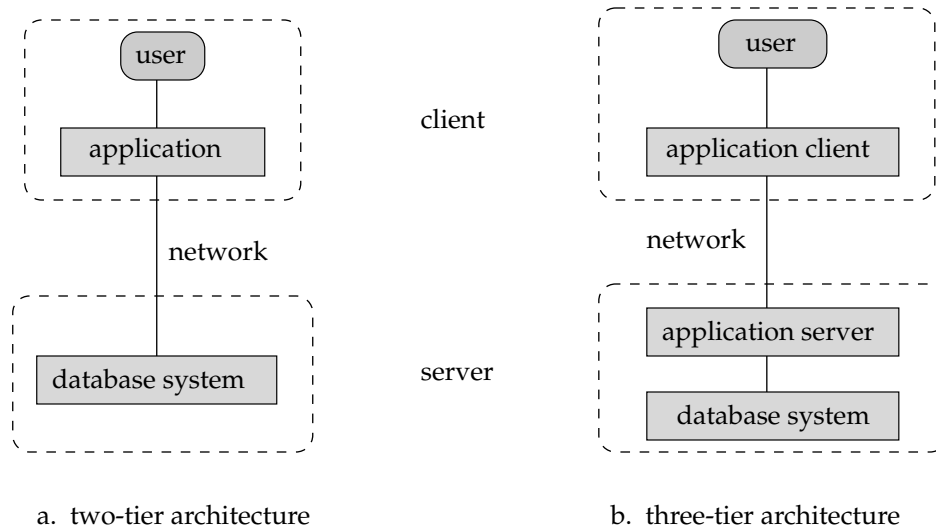 user
application
network
database system
a. two-tier architecture
client
server
user
application client
network
application server
database system
b. three-tier architecture